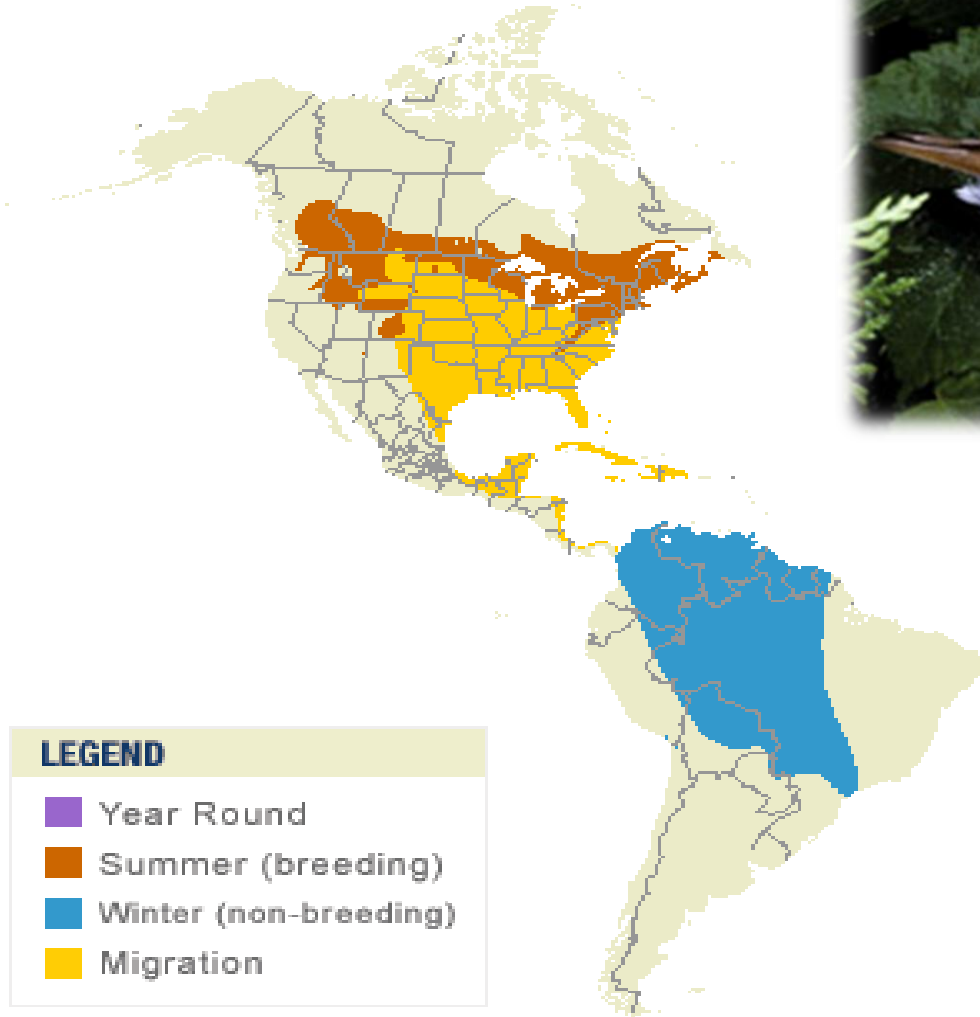 LEGEND
Year Round
Summer (breeding)
Winter (non-breeding)
Migration